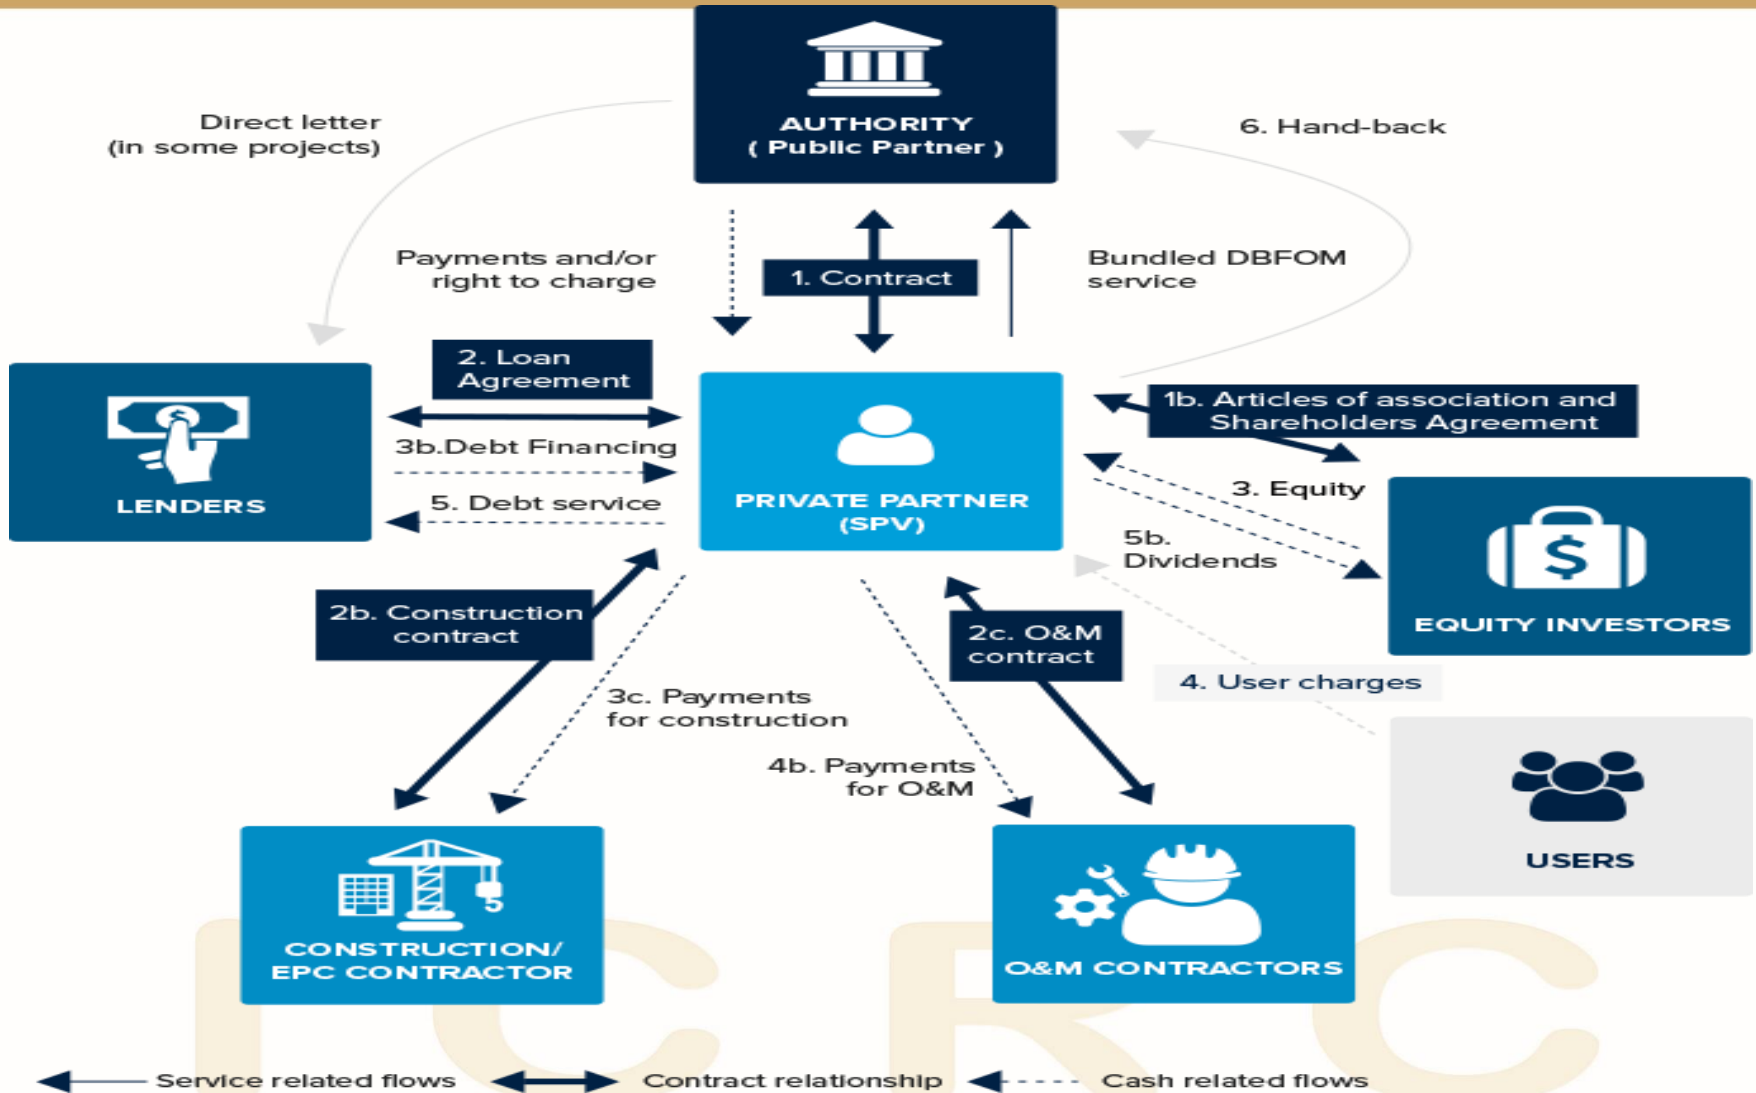 AUTHORITY
( Public Partner )
Direct letter
(in some projects)
6. Hand-back
Payments and/or
right to charge
1. Contract
Bundled DBFOM
service
2. Loan
Agreement
3b.Debt Financing
5. Debt service
LENDERS
PRIVATE PARTNER
(SPV)
1b. Articles of association and
Shareholders Agreement
3. Equity
5b.
Dividends
$
EQUITY INVESTORS
2b. Construction
contract
2c. O&M
contract
4. User charges
3c. Payments
for construction
4b. Payments
for O&M
USERS
CONSTRUCTION/
EPC CONTRACTOR
O&M CONTRACTORS
I C R C
Service related flows
Contract relationship
Cash related flows